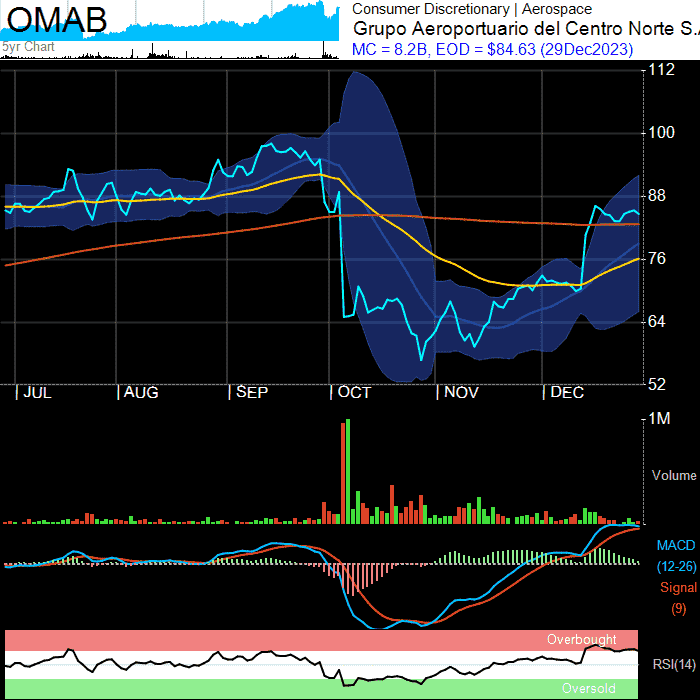 OMAB
5yr Chart
Consumer Discretionary | Aerospace
Grupo Aeroportuario del Centro Norte S.A
MC = 8.2B, EOD = $84.63 (29Dec2023)
112
100
88
76
64
52
| JUL | AUG | SEP | OCT | NOV | DEC
1M
Volume
MACD
(12-26)
Signal
(9)
Overbought
RSI(14)
Oversold